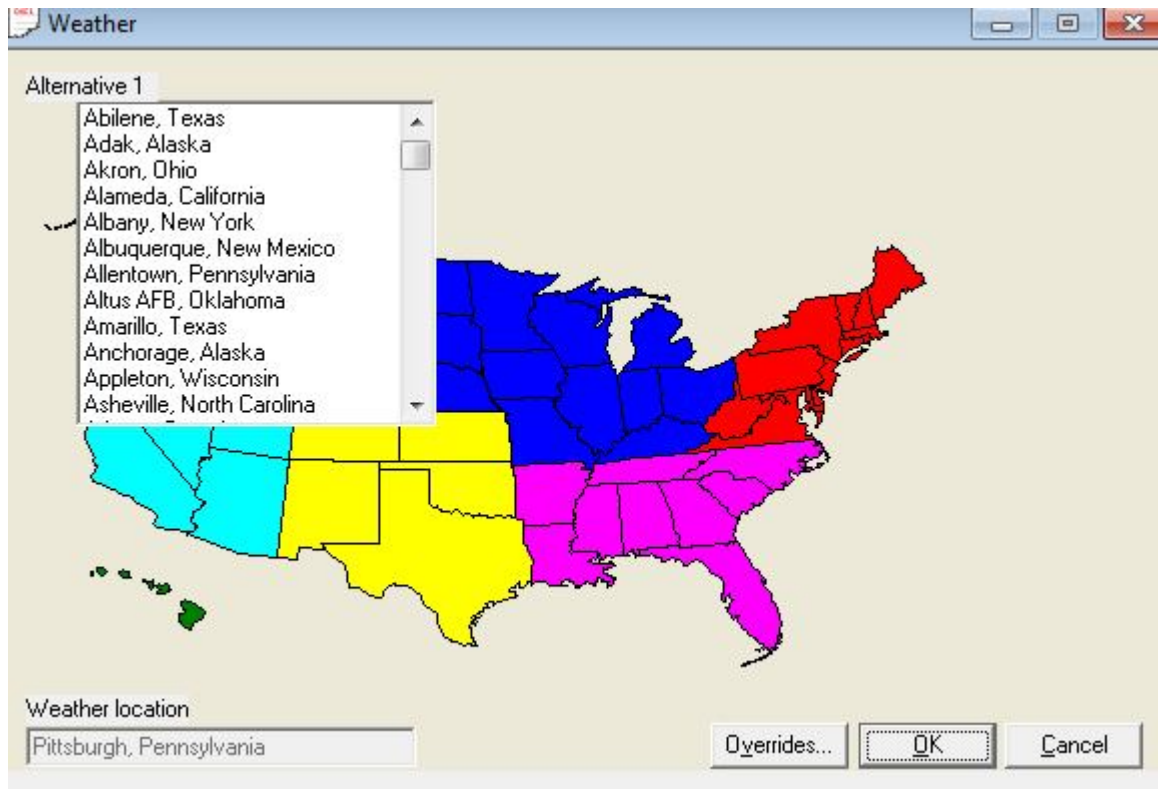 Weather
Alternative 1
Abilene, Texas
Adak, Alaska
Akron, Ohio
Alameda, California
Albany, New York
Albuquerque, New Mexico
Allentown, Pennsylvania
Altus AFB, Oklahoma
Amarillo, Texas
Anchorage, Alaska
Appleton, Wisconsin
Asheville, North Carolina
Weather location
Pittsburgh, Pennsylvania
Overrides...
OK
Cancel